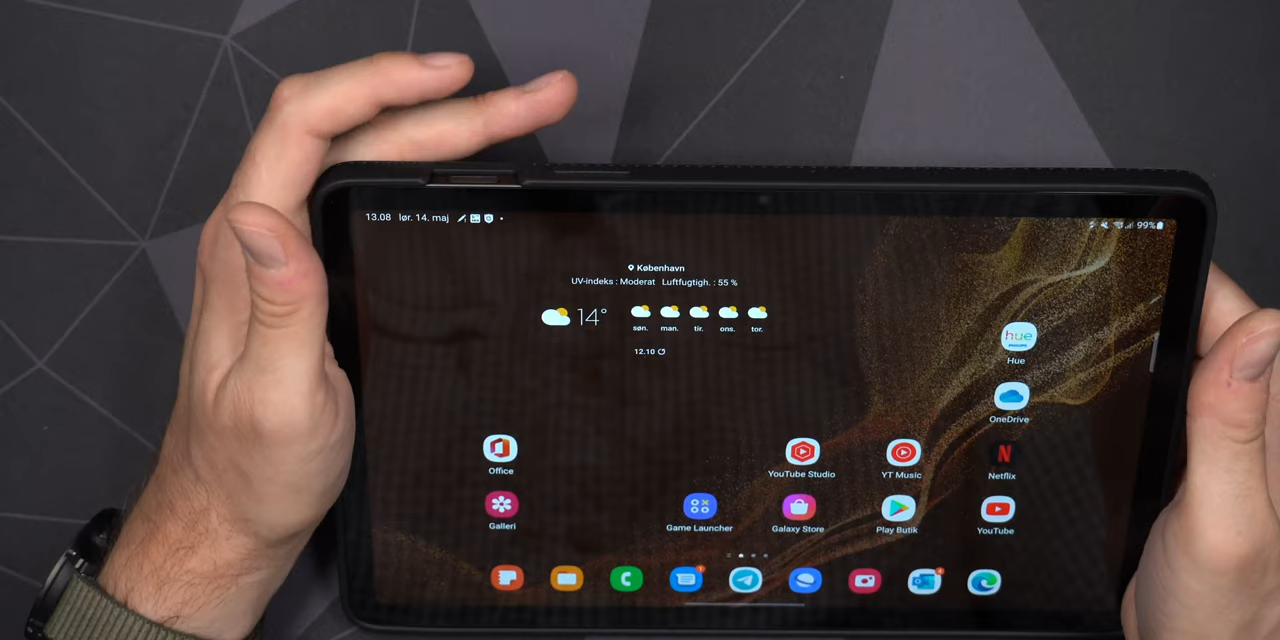 13.08 lør. 14. maj
99%
København
UV-indeks : Moderat Luftfugtigh. : 55 %
14°
søn. man. tir. ons. tor.
12.10
hue
Hue
OneDrive
Office
YouTube Studio
YT Music
N
Netflix
Galleri
Game Launcher
Galaxy Store
Play Butik
YouTube